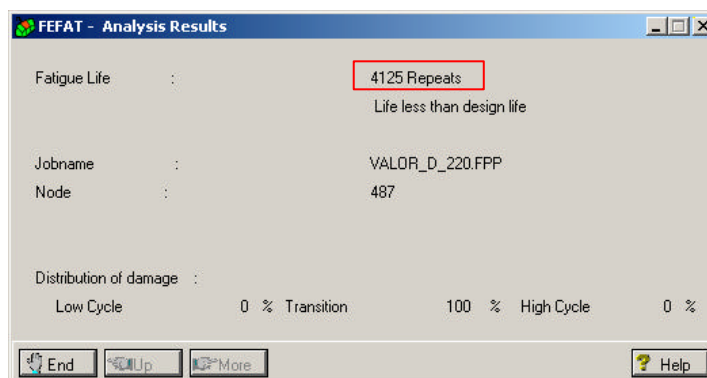 FEFAT - Analysis Results
Fatigue Life : 4125 Repeats
Life less than design life
Jobname : VALOR_D_220.FPP
Node : 487
Distribution of damage :
Low Cycle 0 % Transition 100 % High Cycle 0 %
End Up More Help